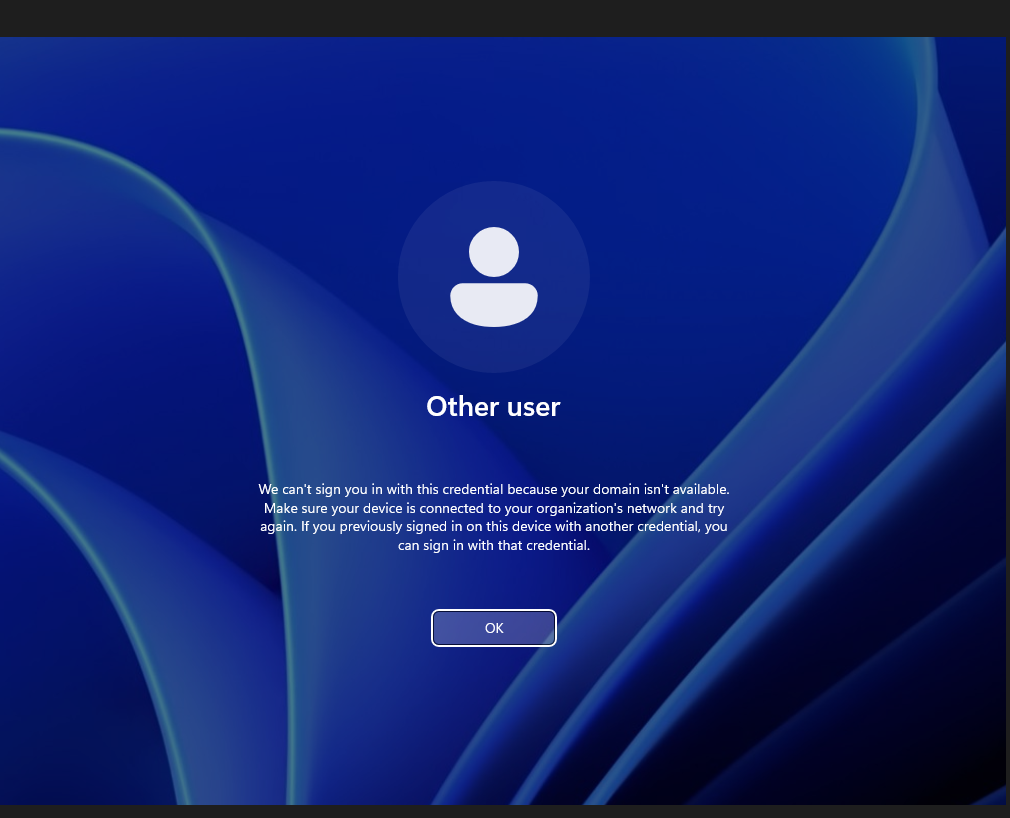 Other user
We can't sign you in with this credential because your domain isn't available.
Make sure your device is connected to your organization's network and try
again. If you previously signed in on this device with another credential, you
can sign in with that credential.
OK